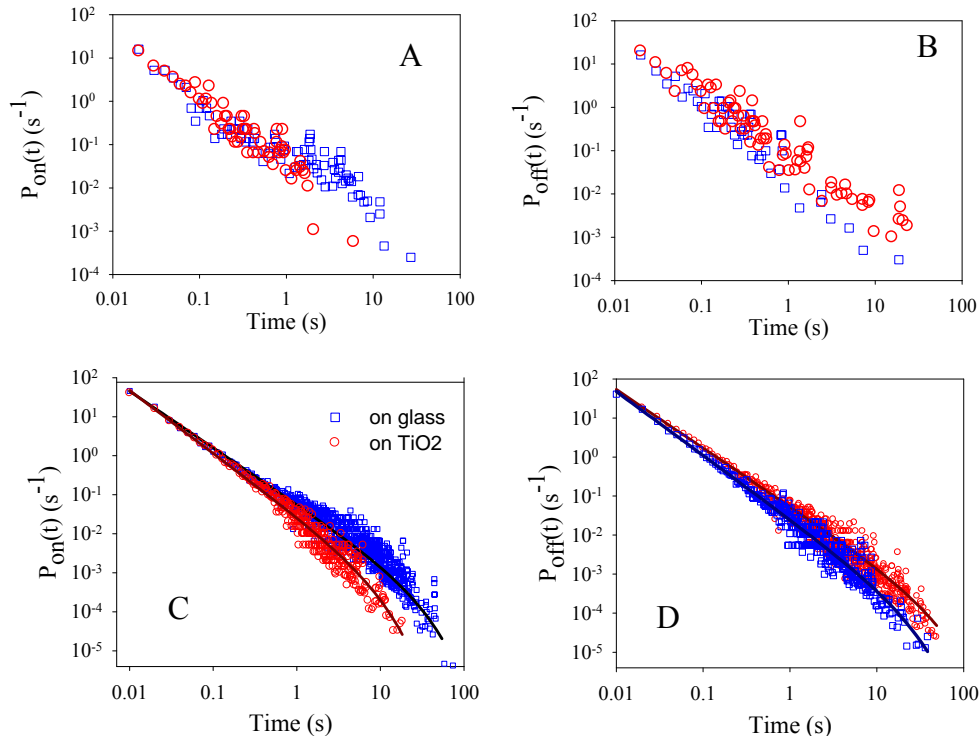 A
P_on(t) (s^-1)
10^2
10^1
10^0
10^-1
10^-2
10^-3
10^-4
0.01 0.1 1 10 100
Time (s)
B
P_off(t) (s^-1)
10^2
10^1
10^0
10^-1
10^-2
10^-3
10^-4
0.01 0.1 1 10 100
Time (s)
P_on(t) (s^-1)
10^2
10^1
10^0
10^-1
10^-2
10^-3
10^-4
10^-5
on glass
on TiO2
C
0.01 0.1 1 10 100
Time (s)
P_off(t) (s^-1)
10^2
10^1
10^0
10^-1
10^-2
10^-3
10^-4
10^-5
D
0.01 0.1 1 10 100
Time (s)